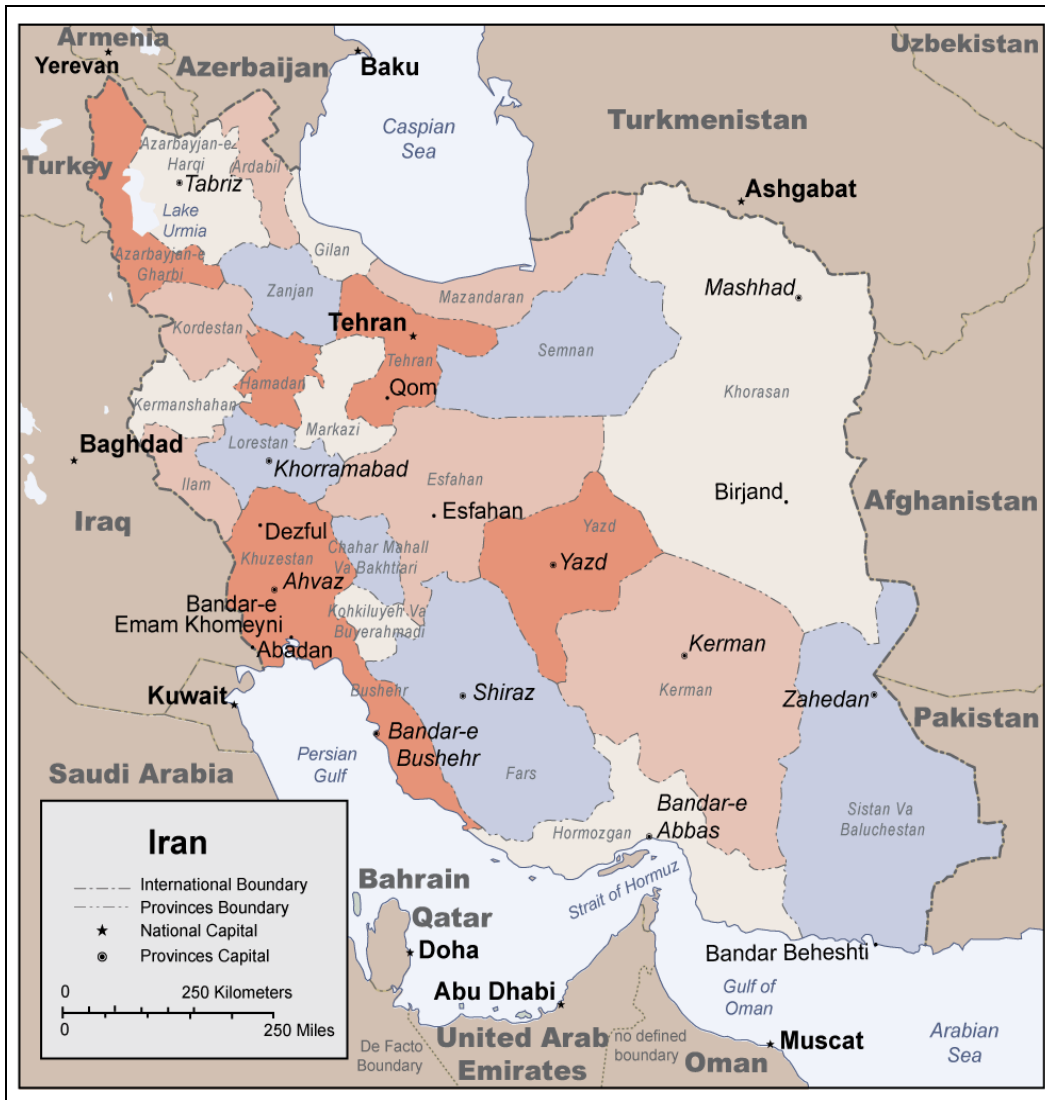 Armenia
Yerevan
Azerbaijan
Baku
Uzbekistan
Caspian
Sea
Turkmenistan
Turkey
Azarbayjan-e-
Harqi
Ardabil
Tabriz
Ashgabat
Lake
Urmia
Gilan
Azarbayjan-e
Gharbi
Zanjan
Mazandaran
Mashhad
Kordestan
Tehran
Tehran
Semnan
Hamadan
Qom
Khorasan
Kermanshahan
Markazi
Baghdad
Lorestan
Khorramabad
Ilam
Esfahan
Birjand
Afghanistan
Iraq
Esfahan
Dezful
Yazd
Khuzestan
Chahar Mahall
Va Bakhtiari
Yazd
Ahvaz
Bandar-e
Emam Khomeyni
Kohkiluyeh Va
Buyerahmadi
Abadan
Kerman
Kuwait
Bushehr
Shiraz
Kerman
Zahedan
Pakistan
Bandar-e
Bushehr
Persian
Gulf
Saudi Arabia
Fars
Bandar-e
Abbas
Sistan Va
Baluchestan
Hormozgan
Iran
International Boundary
Provinces Boundary
National Capital
Provinces Capital
0
250 Kilometers
0
250 Miles
Bahrain
Strait of Hormuz
Qatar
Doha
Bandar Beheshti
Abu Dhabi
Gulf of
Oman
De Facto
Boundary
United Arab
Emirates
no defined
boundary
Oman
Muscat
Arabian
Sea